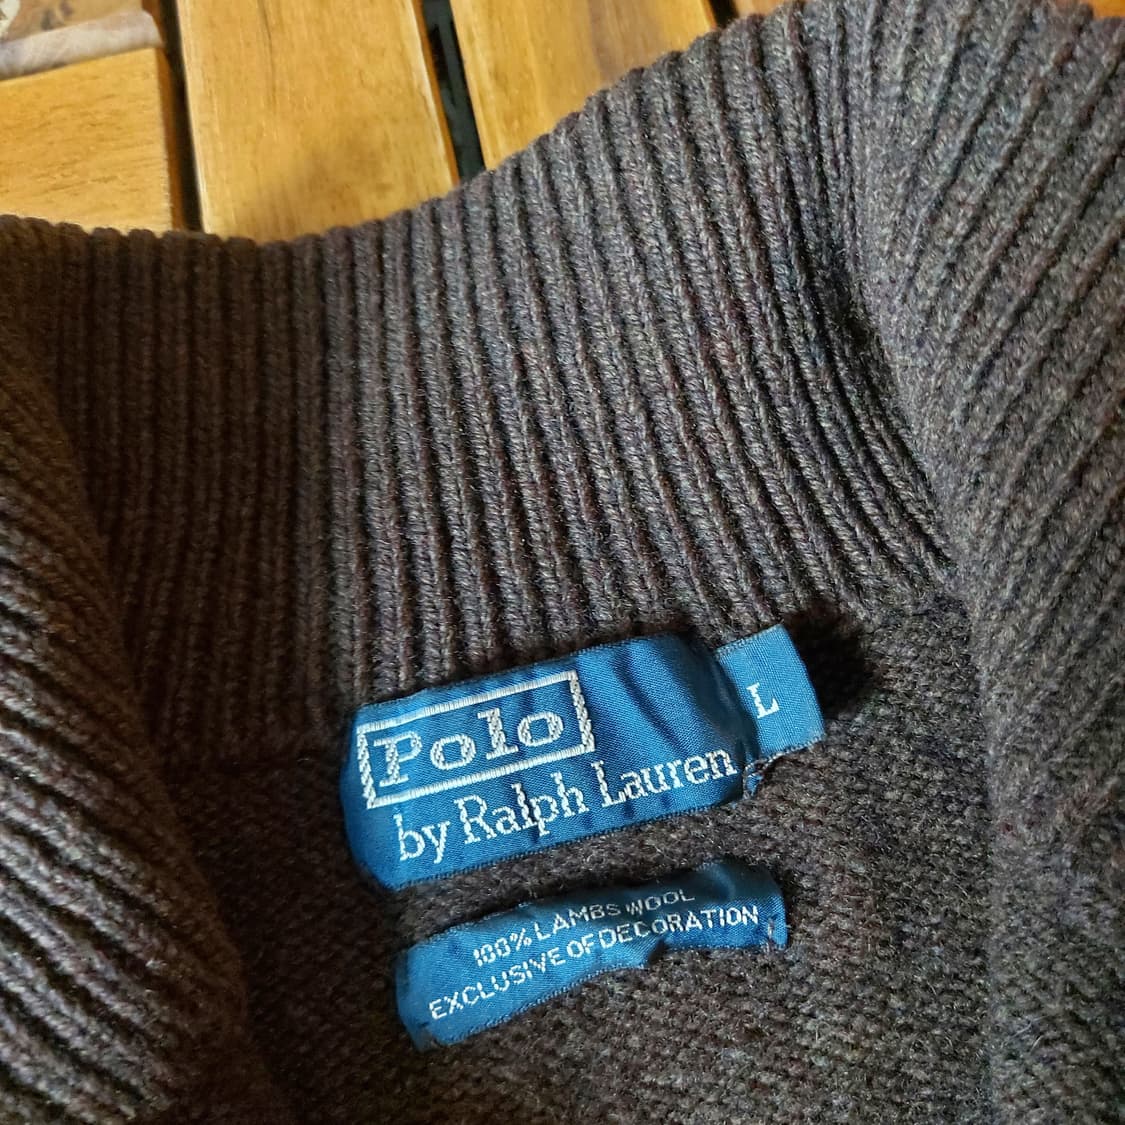 Polo
by Ralph Lauren
L
100% LAMBS WOOL
EXCLUSIVE OF DECORATION